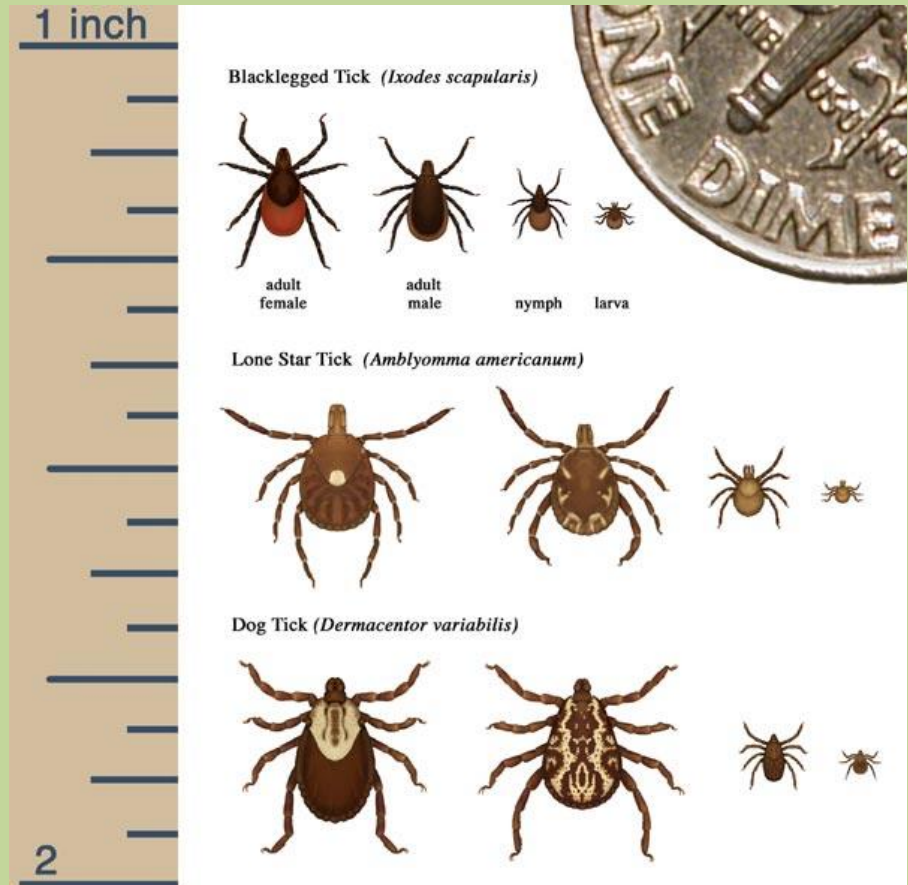 1 inch
Blacklegged Tick (Ixodes scapularis)
ONE DIME
adult
female
adult
male
nymph
larva
Lone Star Tick (Amblyomma americanum)
Dog Tick (Dermacentor variabilis)
2